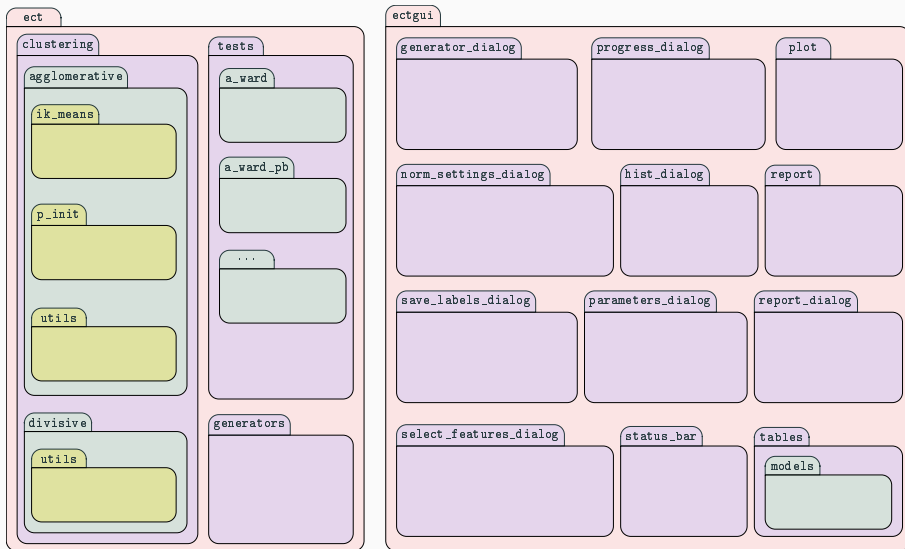 ect
clustering
agglomerative
ik_means
p_init
utils
divisive
utils
tests
a_ward
a_ward_pb
...
generators
ectgui
generator_dialog
progress_dialog
plot
norm_settings_dialog
hist_dialog
report
save_labels_dialog
parameters_dialog
report_dialog
select_features_dialog
status_bar
tables
models